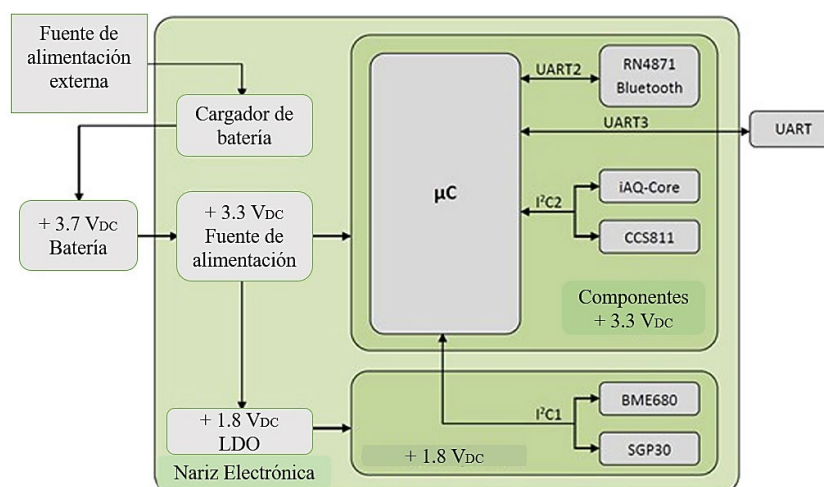 Fuente de
alimentación
externa
Cargador de
batería
+ 3.7 VDC
Batería
+ 3.3 VDC
Fuente de
alimentación
µC
UART2
RN4871
Bluetooth
UART3
UART
I²C2
iAQ-Core
CCS811
Componentes
+ 3.3 VDC
+ 1.8 VDC
LDO
Nariz Electrónica
I²C1
BME680
SGP30
+ 1.8 VDC